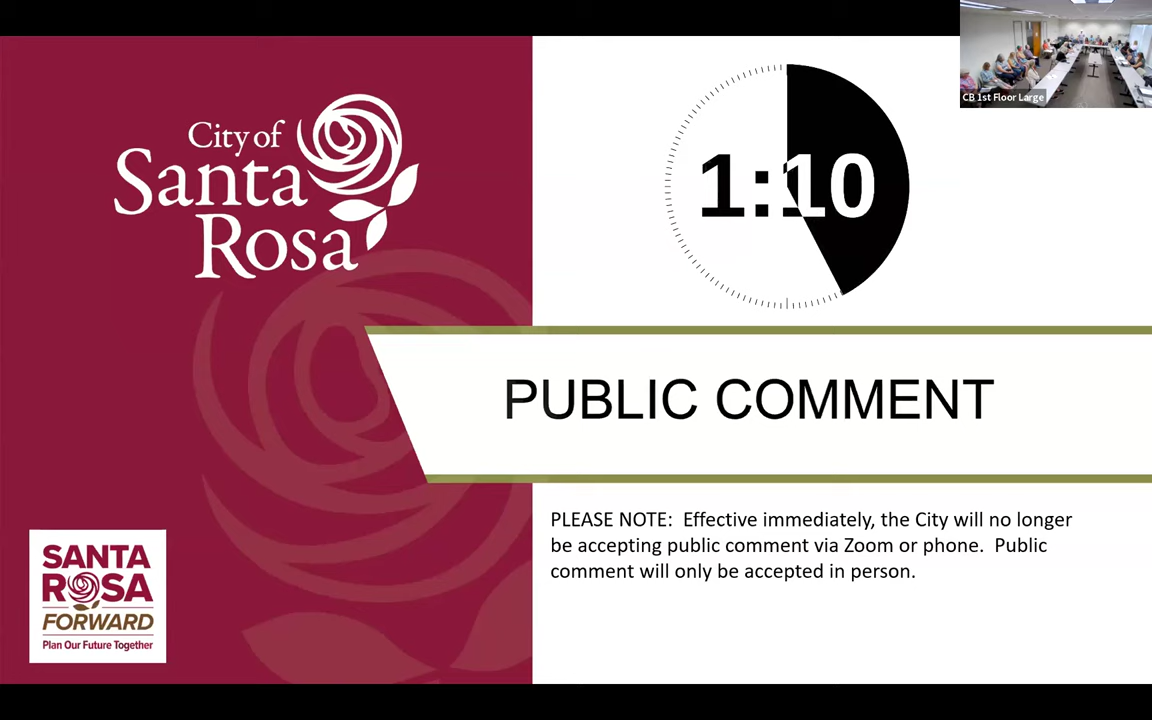 City of
Santa
Rosa
1:10
CB 1st Floor Large
PUBLIC COMMENT
PLEASE NOTE:  Effective immediately, the City will no longer
be accepting public comment via Zoom or phone.  Public
comment will only be accepted in person.
SANTA
ROSA
FORWARD
Plan Our Future Together